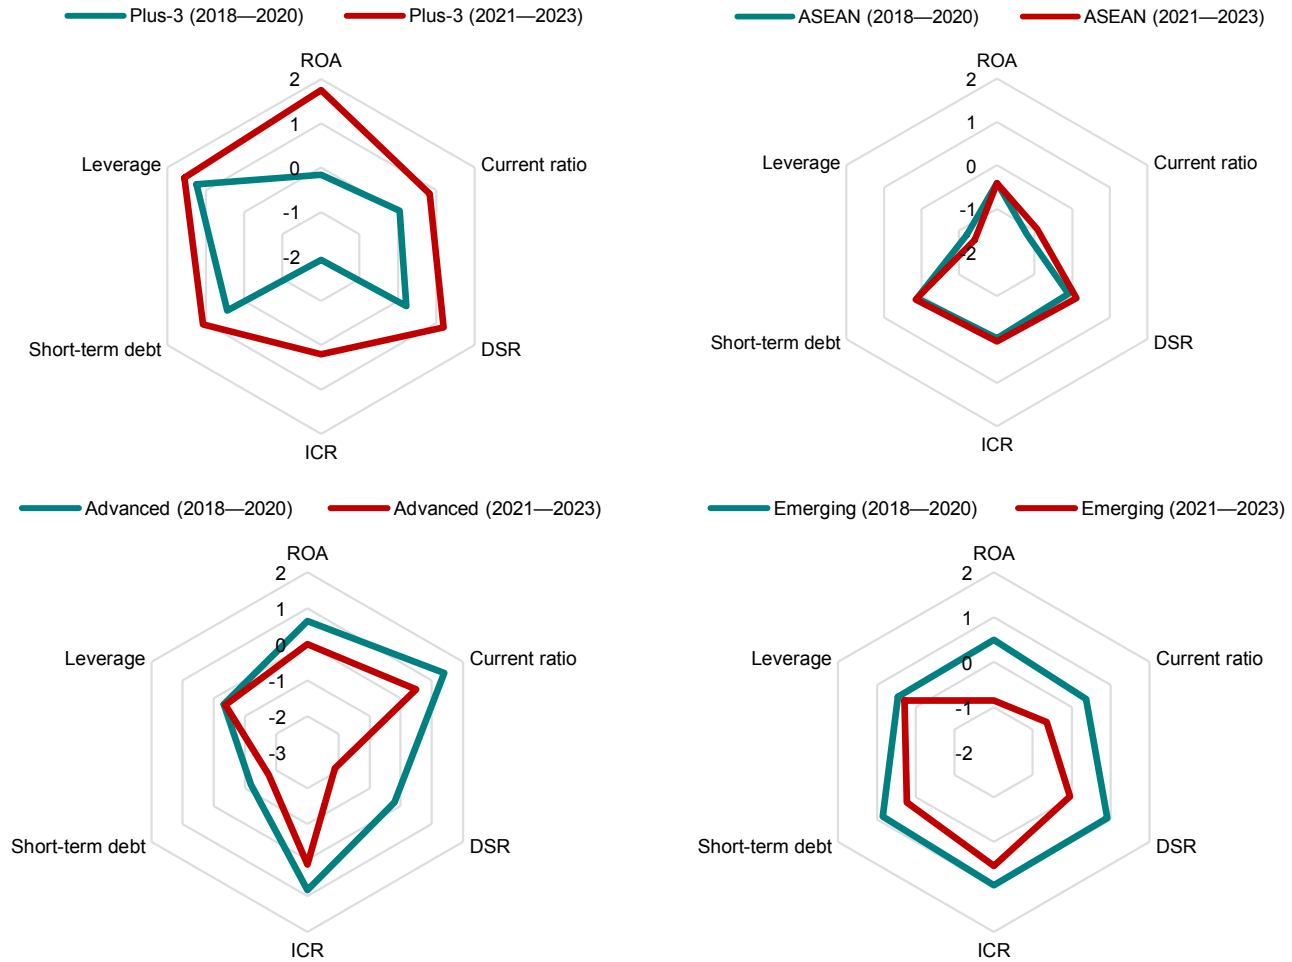 Plus-3 (2018—2020) Plus-3 (2021—2023)
ROA
2
1
0
-1
-2
Leverage
Current ratio
Short-term debt
DSR
ICR
ASEAN (2018—2020) ASEAN (2021—2023)
ROA
2
1
0
-1
-2
Leverage
Current ratio
Short-term debt
DSR
ICR
Advanced (2018—2020) Advanced (2021—2023)
ROA
2
1
0
-1
-2
-3
Leverage
Current ratio
Short-term debt
DSR
ICR
Emerging (2018—2020) Emerging (2021—2023)
ROA
2
1
0
-1
-2
Leverage
Current ratio
Short-term debt
DSR
ICR